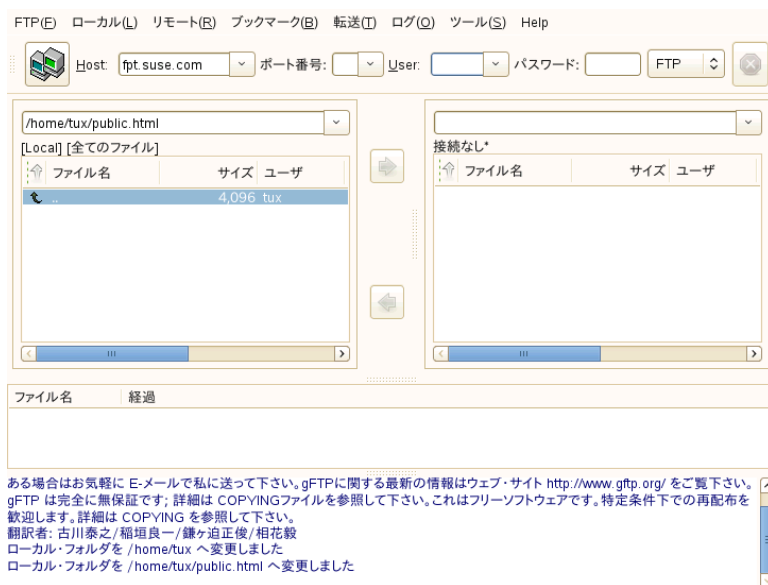 FTP(F) ローカル(L) リモート(R) ブックマーク(B) 転送(T) ログ(O) ツール(S) Help
Host: fpt.suse.com ポート番号: User: パスワード: FTP
/home/tux/public.html
[Local] [全てのファイル]
ファイル名 サイズ ユーザ
.. 4,096 tux
接続なし*
ファイル名 サイズ ユーザ
ファイル名 経過
ある場合はお気軽に E-メールで私に送って下さい。gFTPに関する最新の情報はウェブ・サイト http://www.gftp.org/ をご覧下さい。
gFTP は完全に無保証です; 詳細は COPYINGファイルを参照して下さい。これはフリーソフトウェアです。特定条件下での再配布を
歓迎します。詳細は COPYING を参照して下さい。
翻訳者: 古川泰之/稲垣良一/鎌ヶ迫正俊/相花毅
ローカル・フォルダを /home/tux へ変更しました
ローカル・フォルダを /home/tux/public.html へ変更しました